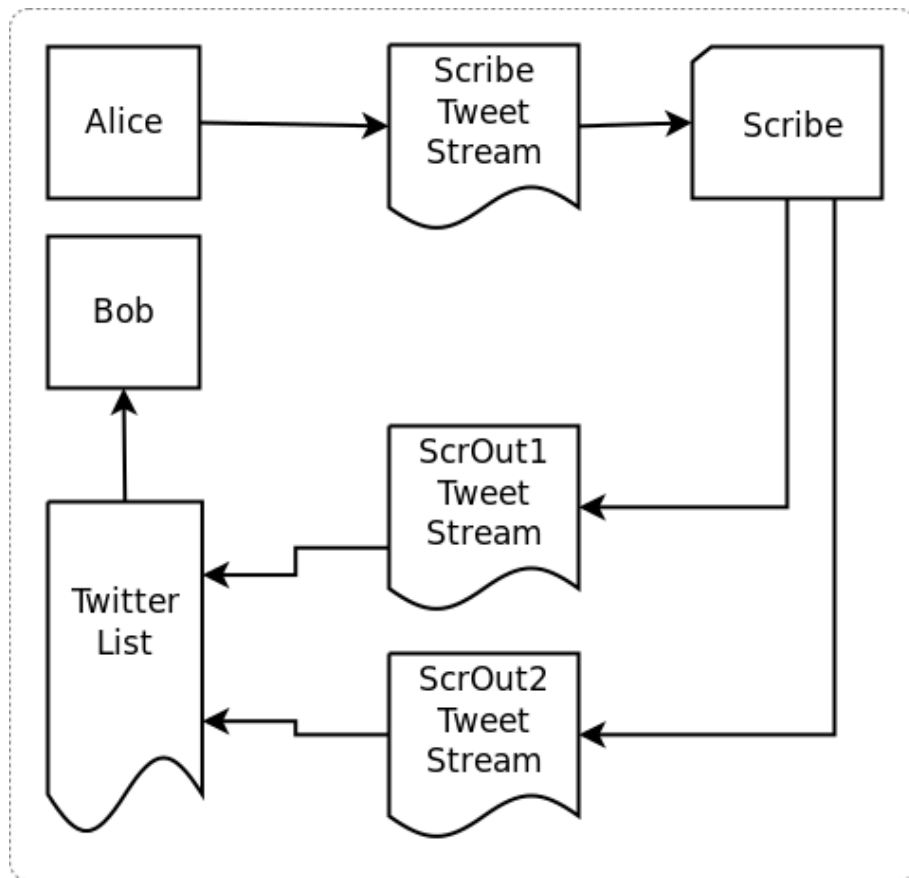 Alice
Scribe
Tweet
Stream
Scribe
Bob
ScrOut1
Tweet
Stream
Twitter
List
ScrOut2
Tweet
Stream